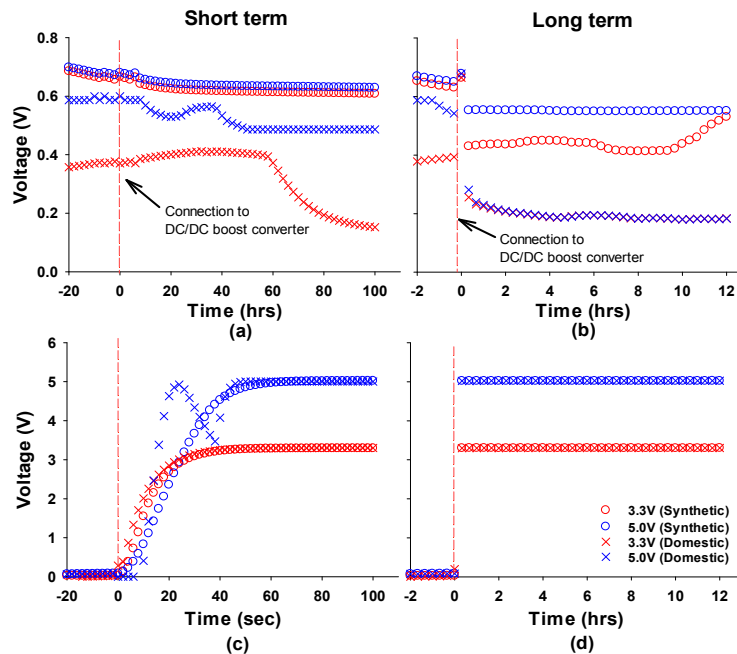 Short term
Long term
Voltage (V)
0.8
0.6
0.4
0.2
0.0
Connection to
DC/DC boost converter
-20 0 20 40 60 80 100
Time (hrs)
(a)
Connection to
DC/DC boost converter
-2 0 2 4 6 8 10 12
Time (hrs)
(b)
Voltage (V)
6
5
4
3
2
1
0
-20 0 20 40 60 80 100
Time (sec)
(c)
3.3V (Synthetic)
5.0V (Synthetic)
3.3V (Domestic)
5.0V (Domestic)
-2 0 2 4 6 8 10 12
Time (hrs)
(d)